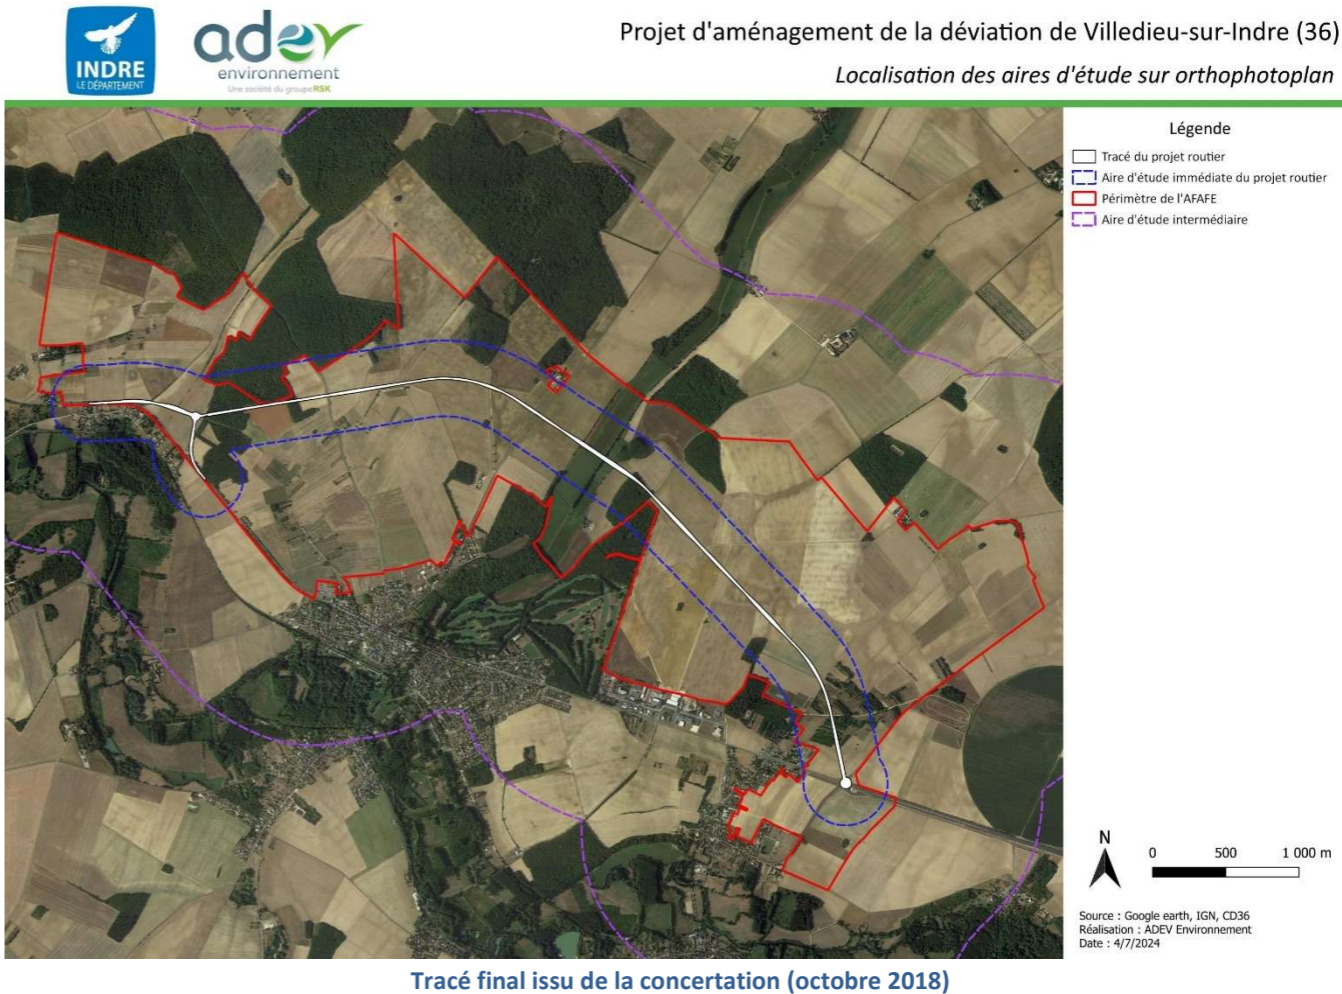 INDRE
LE DÉPARTEMENT
adev
environnement
Une société du groupe RSK
Projet d'aménagement de la déviation de Villedieu-sur-Indre (36)
Localisation des aires d'étude sur orthophotoplan
Légende
Tracé du projet routier
Aire d'étude immédiate du projet routier
Périmètre de l'AFAFE
Aire d'étude intermédiaire
N
0 500 1 000 m
Source : Google earth, IGN, CD36
Réalisation : ADEV Environnement
Date : 4/7/2024
Tracé final issu de la concertation (octobre 2018)